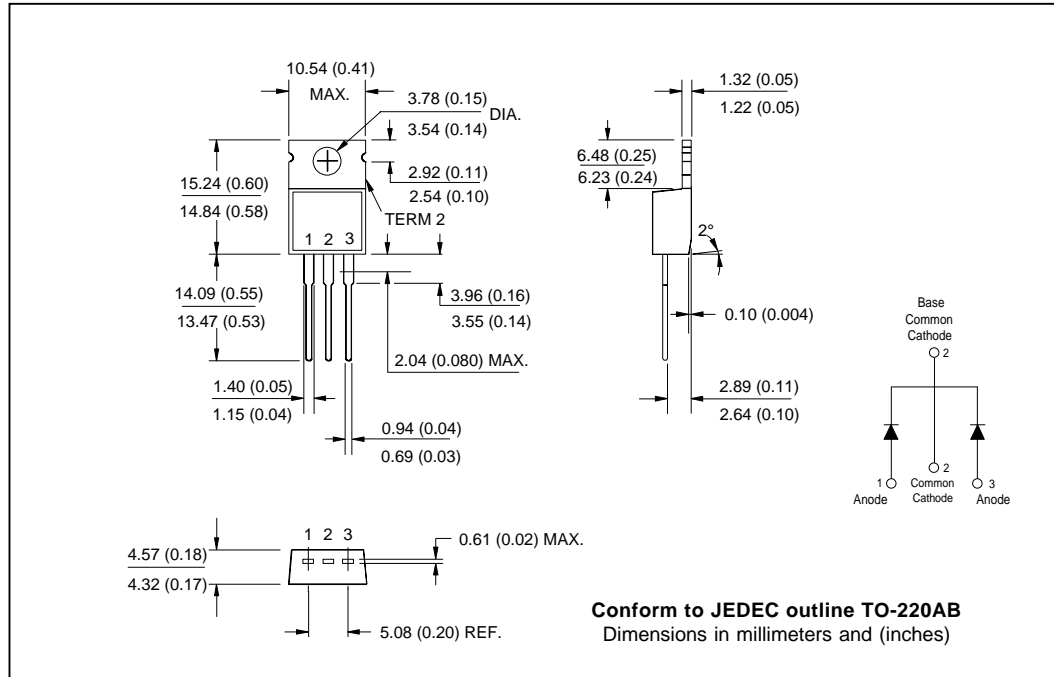 10.54 (0.41)
MAX.
3.78 (0.15)
3.54 (0.14)
DIA.
1.32 (0.05)
1.22 (0.05)
15.24 (0.60)
14.84 (0.58)
2.92 (0.11)
2.54 (0.10)
TERM 2
6.48 (0.25)
6.23 (0.24)
1 2 3
2°
14.09 (0.55)
13.47 (0.53)
3.96 (0.16)
3.55 (0.14)
0.10 (0.004)
2.04 (0.080) MAX.
1.40 (0.05)
1.15 (0.04)
2.89 (0.11)
2.64 (0.10)
0.94 (0.04)
0.69 (0.03)
Base
Common
Cathode
2
2
1
Anode
Common
Cathode
3
Anode
1 2 3
4.57 (0.18)
4.32 (0.17)
0.61 (0.02) MAX.
5.08 (0.20) REF.
Conform to JEDEC outline TO-220AB
Dimensions in millimeters and (inches)